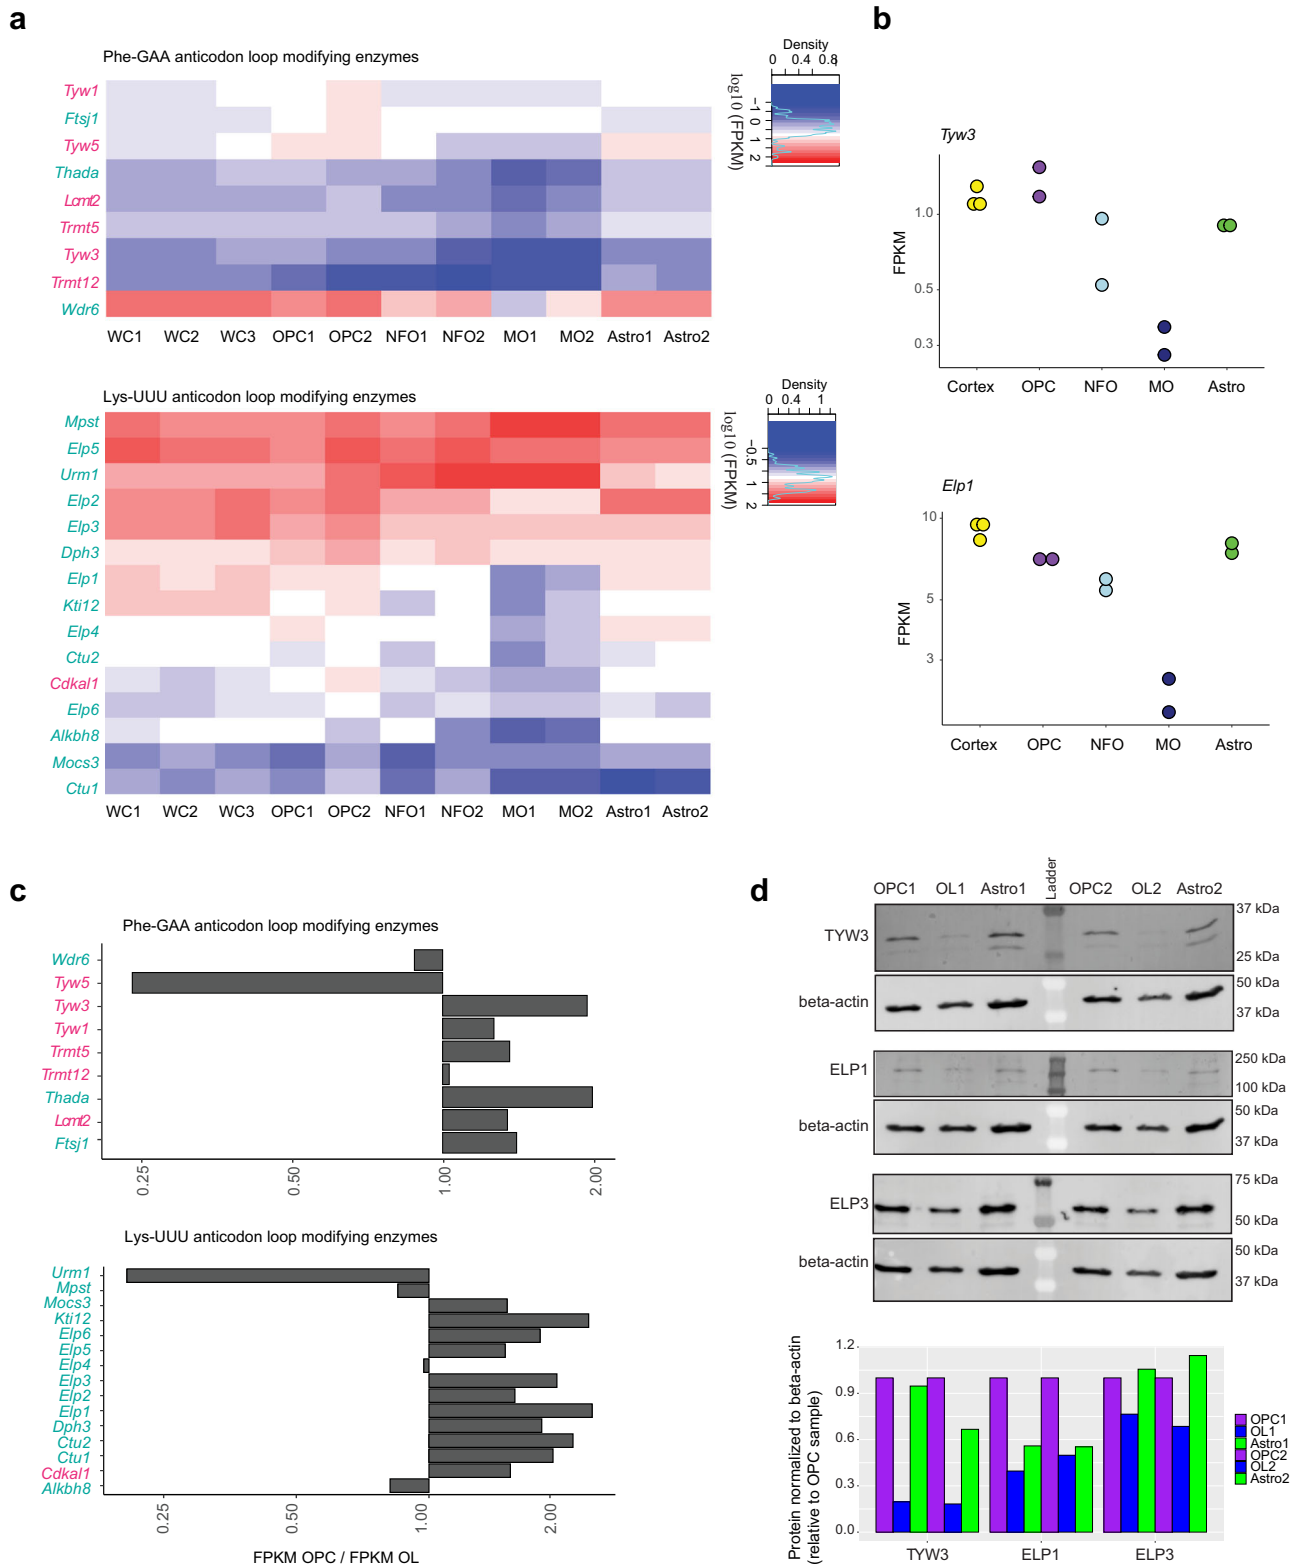 a
Phe-GAA anticodon loop modifying enzymes
Tyw1
Ftsj1
Tyw5
Thada
Lcmt2
Trmt5
Tyw3
Trmt12
Wdr6
WC1 WC2 WC3 OPC1 OPC2 NFO1 NFO2 MO1 MO2 Astro1 Astro2
Density
0 0.4 0.8
log10 (FPKM)
-1 0 1 2
Lys-UUU anticodon loop modifying enzymes
Mpst
Elp5
Urm1
Elp2
Elp3
Dph3
Elp1
Kti12
Elp4
Ctu2
Cdkal1
Elp6
Alkbh8
Mocs3
Ctu1
WC1 WC2 WC3 OPC1 OPC2 NFO1 NFO2 MO1 MO2 Astro1 Astro2
Density
0 0.4 1
log10 (FPKM)
-0.5 1 2
b
Tyw3
FPKM
1.0
0.5
0.3
Cortex OPC NFO MO Astro
Elp1
FPKM
10
5
3
Cortex OPC NFO MO Astro
c
Phe-GAA anticodon loop modifying enzymes
Wdr6
Tyw5
Tyw3
Tyw1
Trmt5
Trmt12
Thada
Lcmt2
Ftsj1
0.25 0.50 1.00 2.00
Lys-UUU anticodon loop modifying enzymes
Urm1
Mpst
Mocs3
Kti12
Elp6
Elp5
Elp4
Elp3
Elp2
Elp1
Dph3
Ctu2
Ctu1
Cdkal1
Alkbh8
0.25 0.50 1.00 2.00
FPKM OPC / FPKM OL
d
OPC1 OL1 Astro1 Ladder OPC2 OL2 Astro2
TYW3
37 kDa
25 kDa
beta-actin
50 kDa
37 kDa
ELP1
250 kDa
100 kDa
beta-actin
50 kDa
37 kDa
ELP3
75 kDa
50 kDa
beta-actin
50 kDa
37 kDa
Protein normalized to beta-actin
(relative to OPC sample)
1.2
0.9
0.6
0.3
0.0
TYW3 ELP1 ELP3
OPC1
OL1
Astro1
OPC2
OL2
Astro2